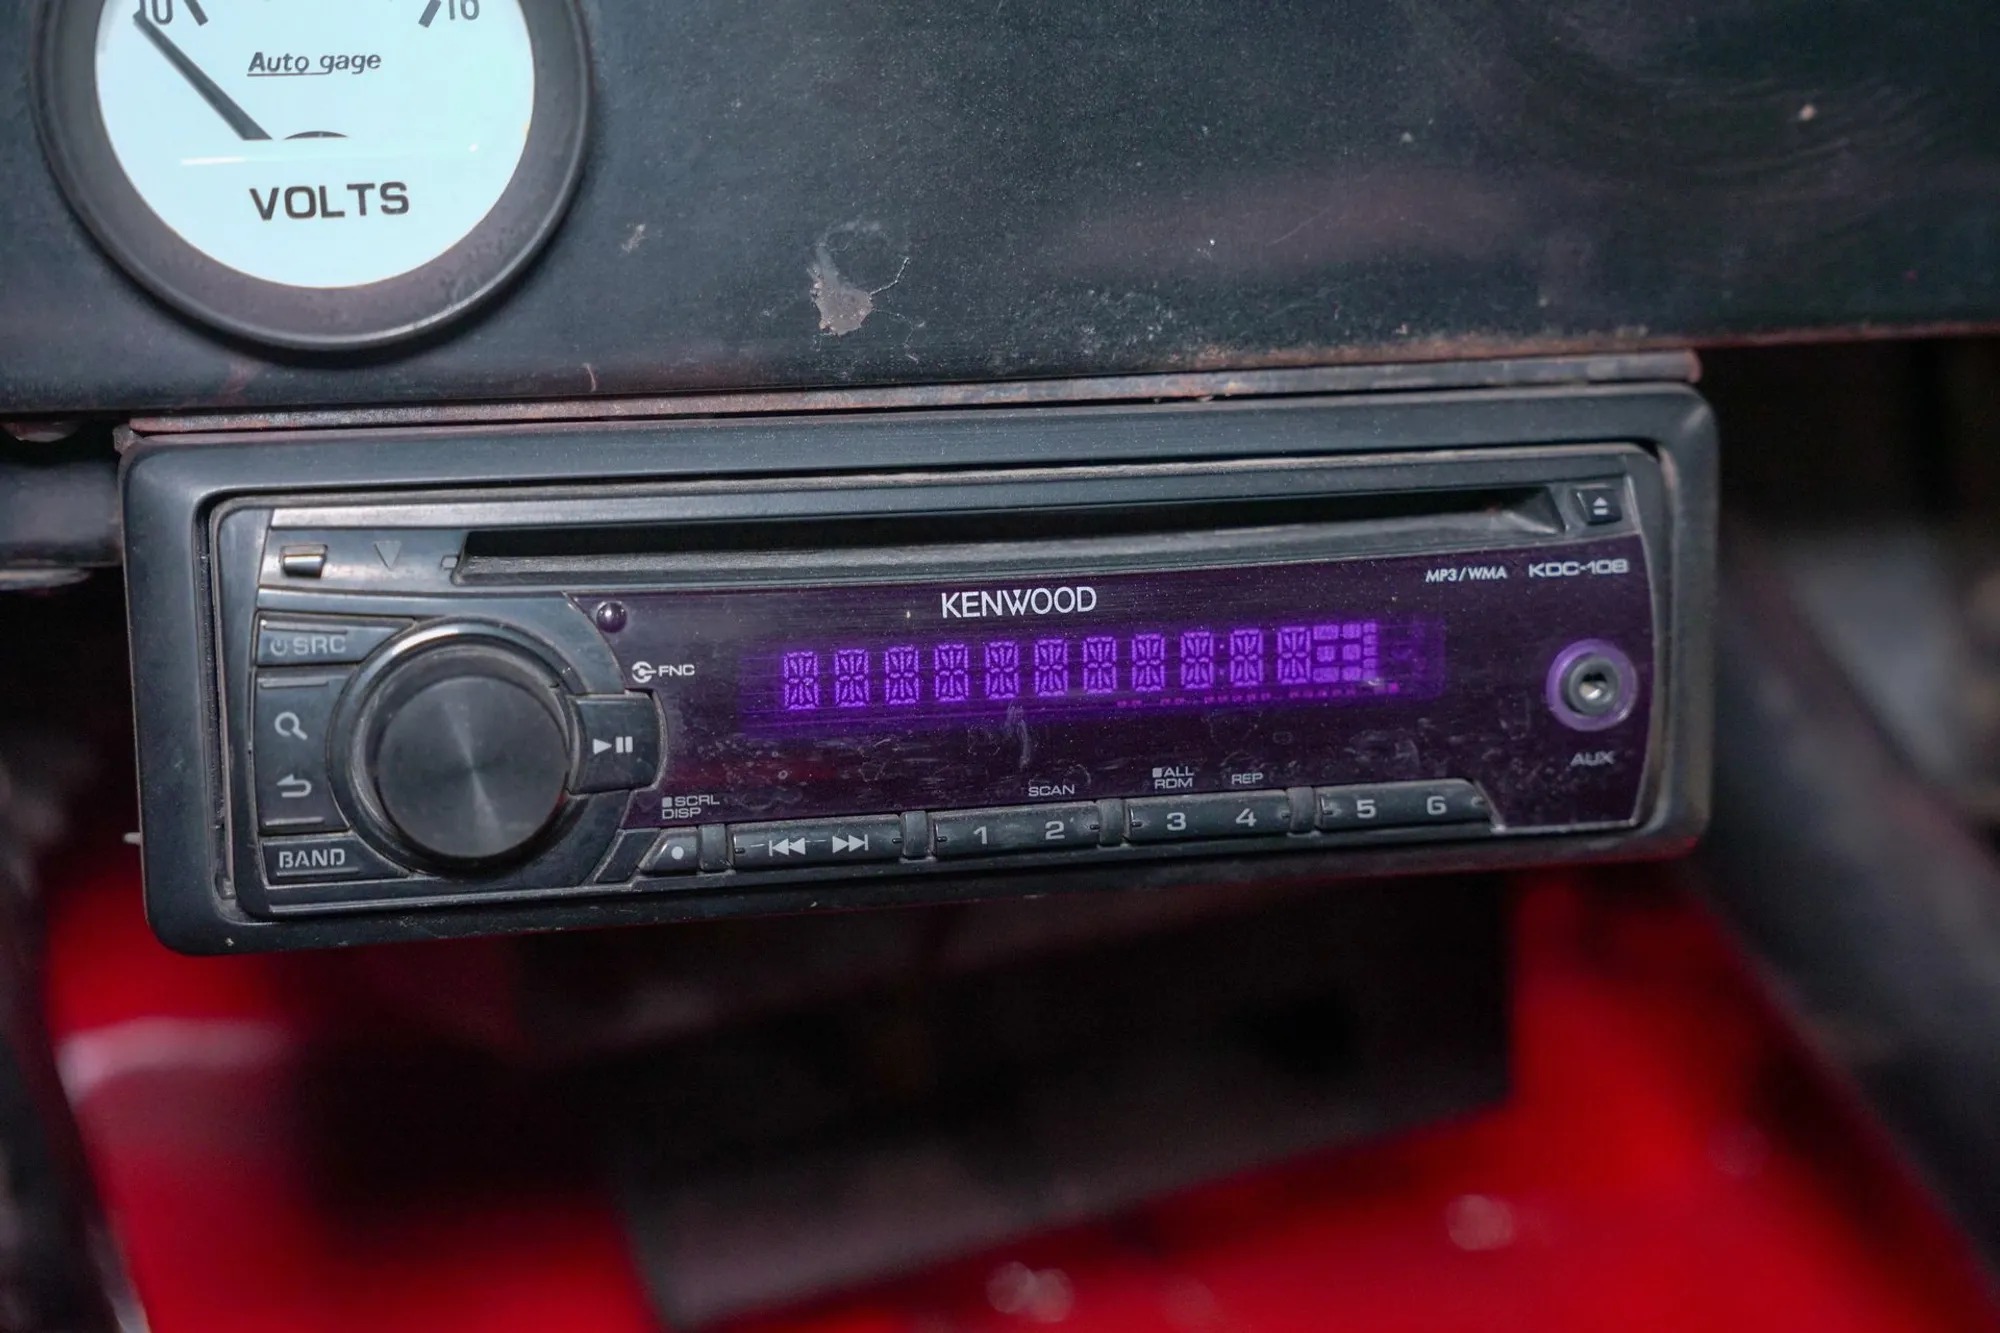 10 16
Auto gage
VOLTS
KENWOOD
MP3/WMA KDC-108
SRC
FNC
AUX
SCRL
DISP
SCAN
ALL
RDM
REP
1 2 3 4 5 6
BAND